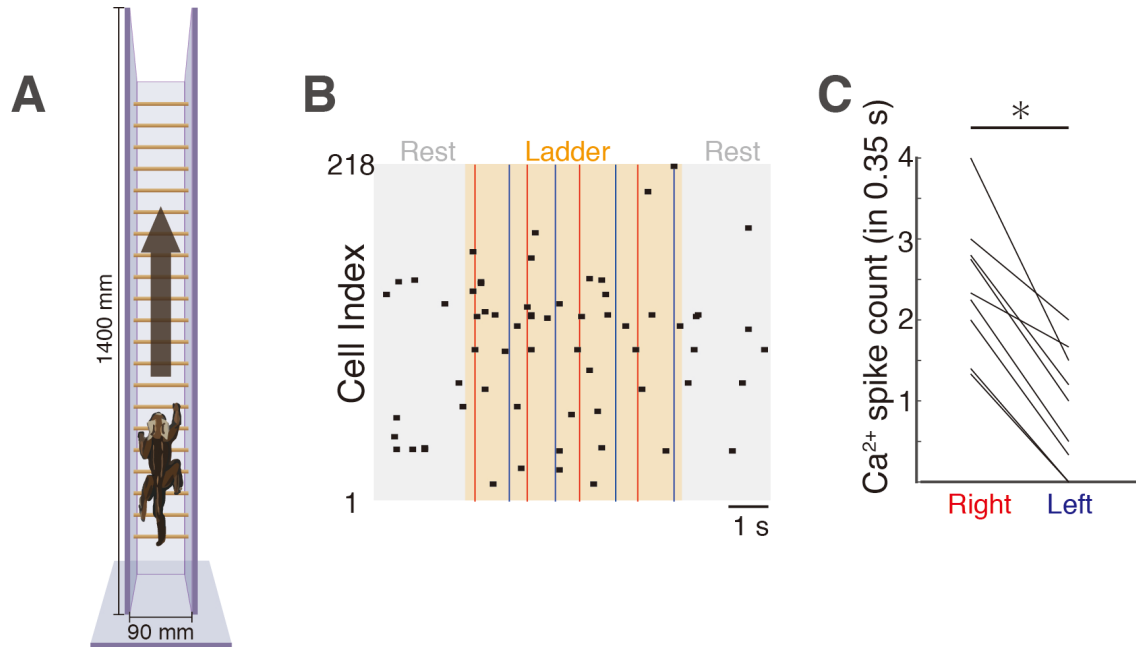 A
1400 mm
90 mm
B
Rest
Ladder
Rest
218
Cell Index
1
1 s
C
*
Ca²⁺ spike count (in 0.35 s)
4
3
2
1
Right
Left